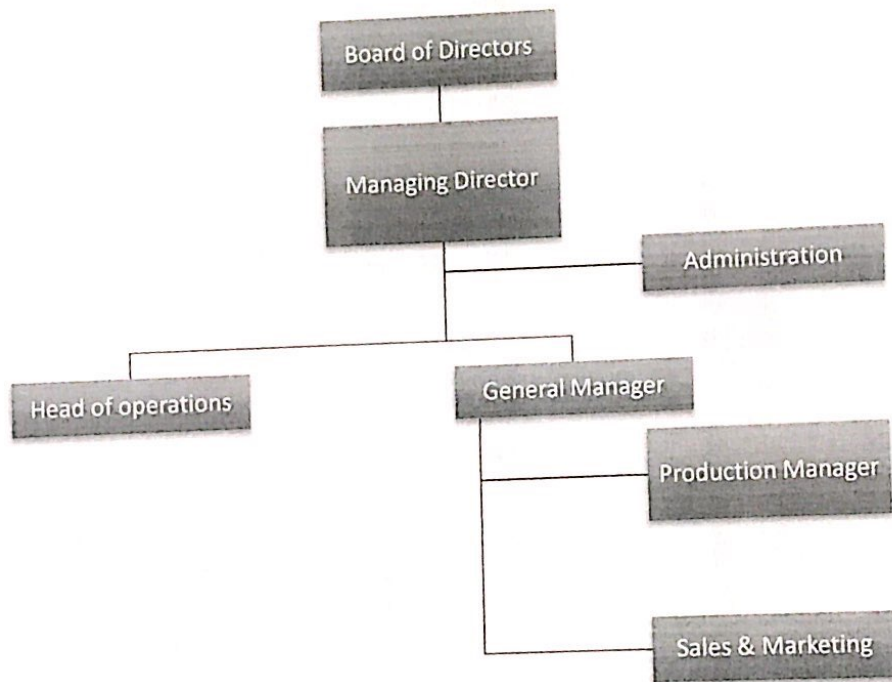 Board of Directors
Managing Director
Administration
Head of operations
General Manager
Production Manager
Sales & Marketing